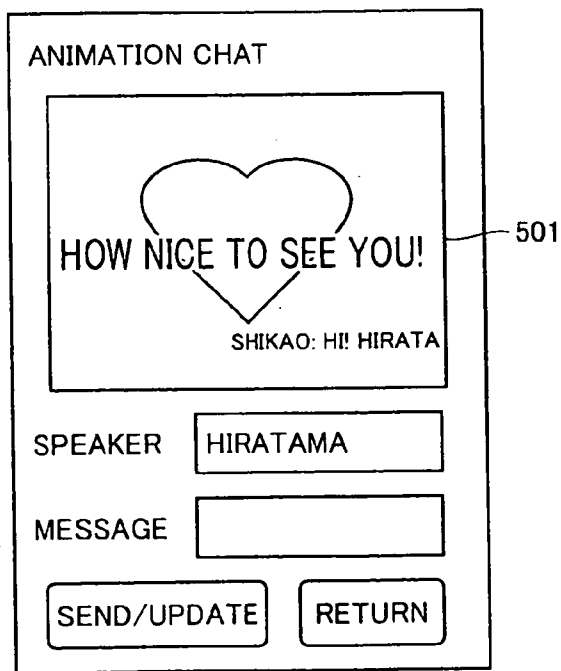 ANIMATION CHAT
HOW NICE TO SEE YOU!
501
SHIKAO: HI! HIRATA
SPEAKER HIRATAMA
MESSAGE
SEND/UPDATE RETURN